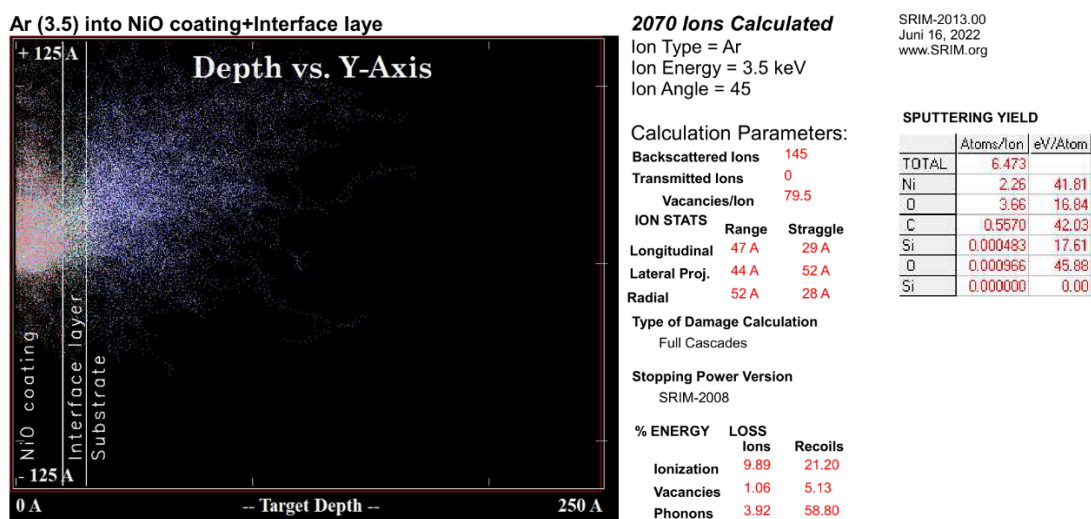 Ar (3.5) into NiO coating+Interface laye
+ 125 A
Depth vs. Y-Axis
NiO coating
Interface layer
Substrate
- 125 A
0 A
-- Target Depth --
250 A
2070 Ions Calculated
Ion Type = Ar
Ion Energy = 3.5 keV
Ion Angle = 45
Calculation Parameters:
Backscattered Ions 145
Transmitted Ions 0
Vacancies/Ion 79.5
ION STATS Range Straggle
Longitudinal 47 A 29 A
Lateral Proj. 44 A 52 A
Radial 52 A 28 A
Type of Damage Calculation
Full Cascades
Stopping Power Version
SRIM-2008
% ENERGY LOSS
Ions Recoils
Ionization 9.89 21.20
Vacancies 1.06 5.13
Phonons 3.92 58.80
SRIM-2013.00
Juni 16, 2022
www.SRIM.org
SPUTTERING YIELD
Atoms/Ion eV/Atom
TOTAL 6.473
Ni 2.26 41.81
O 3.66 16.84
C 0.5570 42.03
Si 0.000483 17.61
O 0.000966 45.88
Si 0.000000 0.00